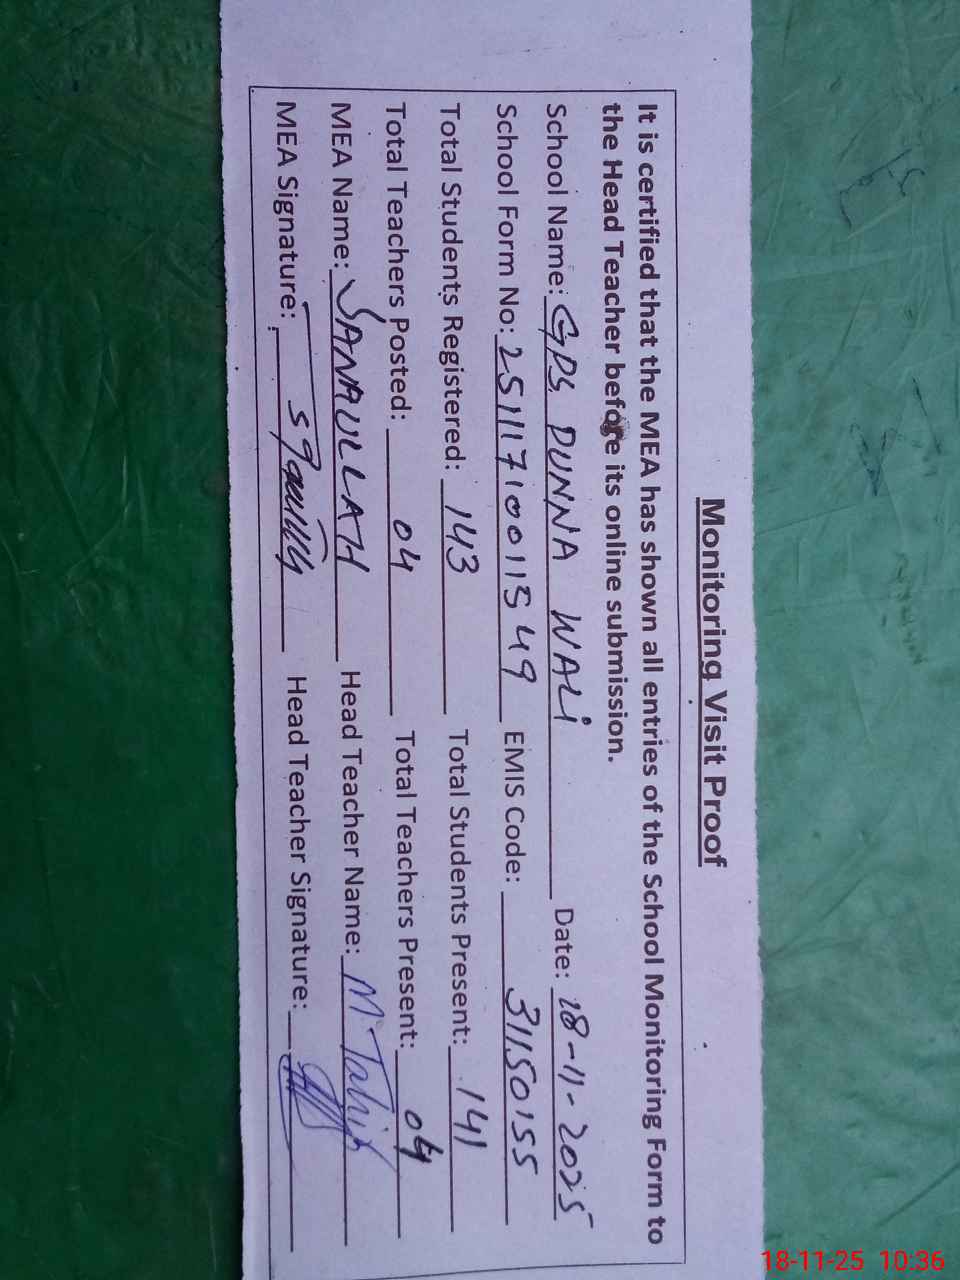 Monitoring Visit Proof
It is certified that the MEA has shown all entries of the School Monitoring Form to
the Head Teacher before its online submission.
School Name: GPS DUNNA WALI Date: 18-11-2025
School Form No: 2511171001 1549 EMIS Code: 31150155
Total Students Registered: 143 Total Students Present: 141
Total Teachers Posted: 04 Total Teachers Present: 04
MEA Name: SANAULLAH Head Teacher Name: M Tahir
MEA Signature: Head Teacher Signature:
18-11-25 10:36